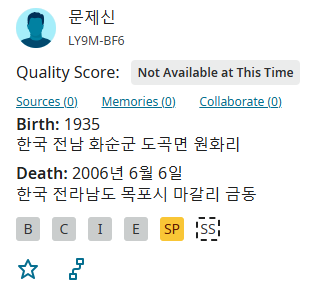 문제신
LY9M-BF6
Quality Score: Not Available at This Time
Sources (0) Memories (0) Collaborate (0)
Birth: 1935
한국 전남 화순군 도곡면 원화리
Death: 2006년 6월 6일
한국 전라남도 목포시 마갈리 금동
B C I E SP SS